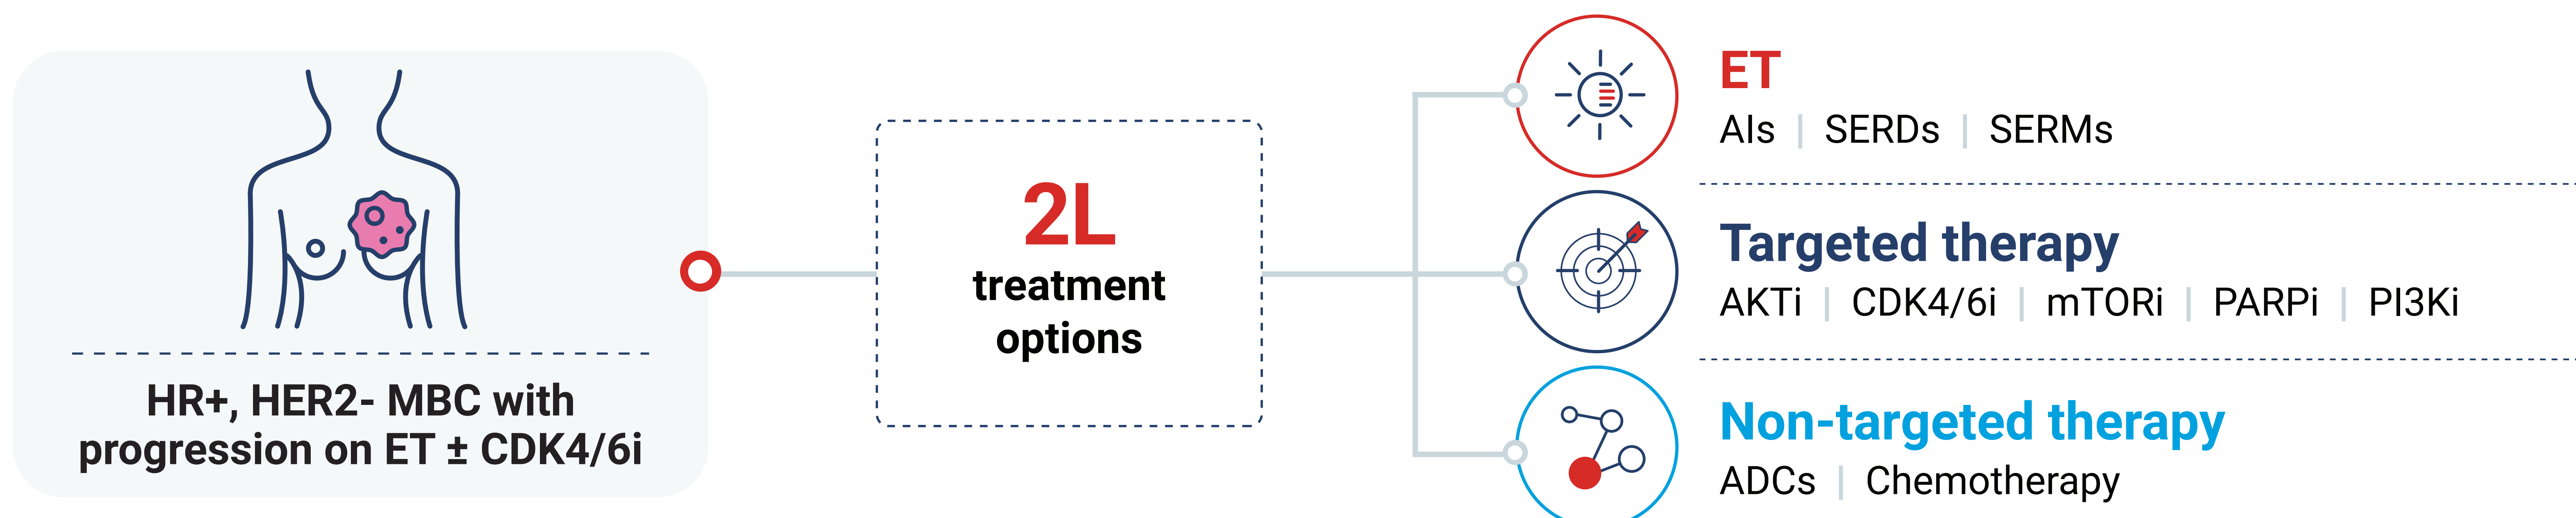 HR+, HER2- MBC with
progression on ET ± CDK4/6i
2L
treatment
options
ET
AIs | SERDs | SERMs
Targeted therapy
AKTi | CDK4/6i | mTORi | PARPi | PI3Ki
Non-targeted therapy
ADCs | Chemotherapy